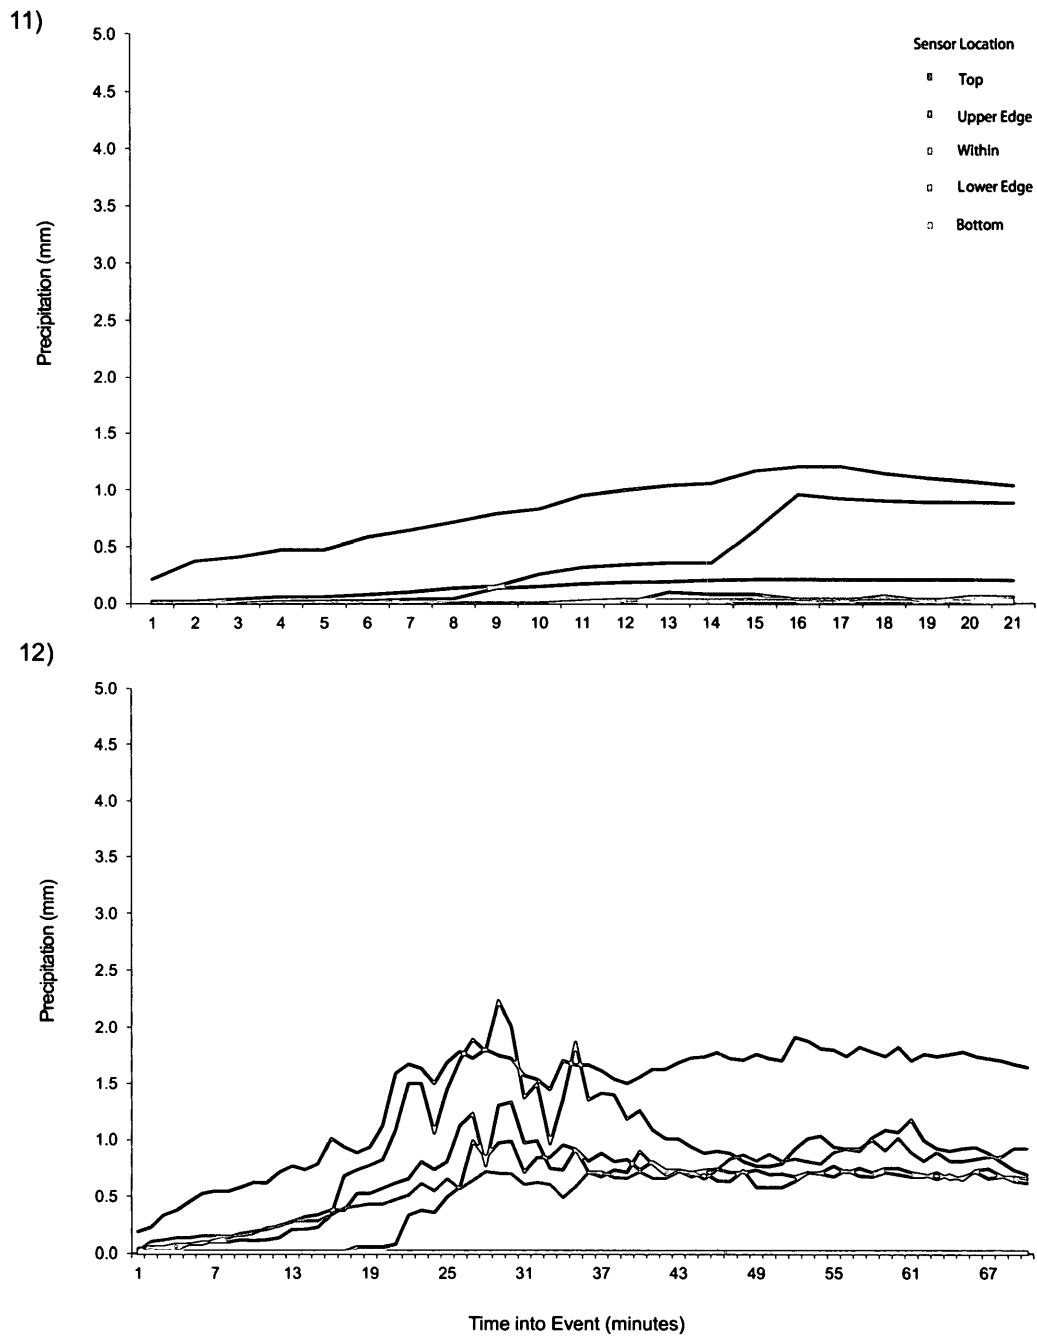 11)
5.0
4.5
4.0
3.5
3.0
2.5
2.0
1.5
1.0
0.5
0.0
Precipitation (mm)
Sensor Location
Top
Upper Edge
Within
Lower Edge
Bottom
1 2 3 4 5 6 7 8 9 10 11 12 13 14 15 16 17 18 19 20 21
12)
5.0
4.5
4.0
3.5
3.0
2.5
2.0
1.5
1.0
0.5
0.0
Precipitation (mm)
1 7 13 19 25 31 37 43 49 55 61 67
Time into Event (minutes)